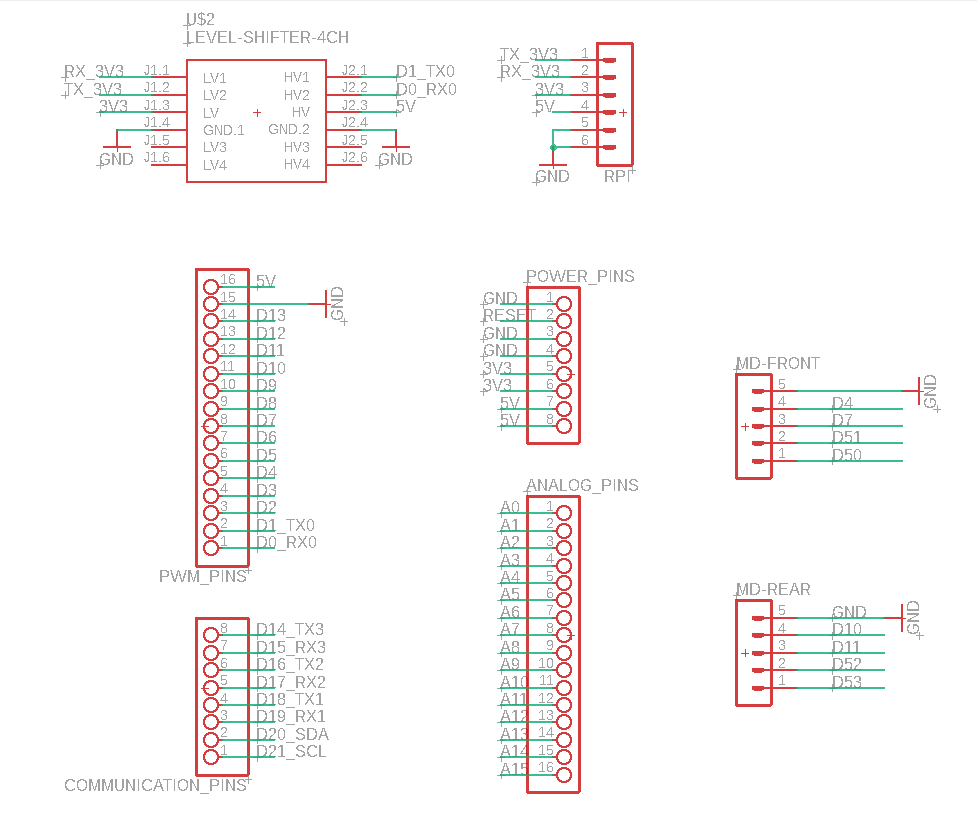 U$2
LEVEL-SHIFTER-4CH
RX_3V3 J1.1 LV1 HV1 J2.1 D1_TX0
TX_3V3 J1.2 LV2 HV2 J2.2 D0_RX0
3V3 J1.3 LV HV J2.3 5V
J1.4 GND.1 GND.2 J2.4
GND J1.5 LV3 HV3 J2.5 GND
J1.6 LV4 HV4 J2.6
TX_3V3 1
RX_3V3 2
3V3 3
5V 4
5
6
GND RPI
16 5V
15 GND
14 D13
13 D12
12 D11
11 D10
10 D9
9 D8
8 D7
7 D6
6 D5
5 D4
4 D3
3 D2
2 D1_TX0
1 D0_RX0
PWM_PINS
8 D14_TX3
7 D15_RX3
6 D16_TX2
5 D17_RX2
4 D18_TX1
3 D19_RX1
2 D20_SDA
1 D21_SCL
COMMUNICATION_PINS
POWER_PINS
GND 1
RESET 2
GND 3
GND 4
3V3 5
3V3 6
5V 7
5V 8
ANALOG_PINS
A0 1
A1 2
A2 3
A3 4
A4 5
A5 6
A6 7
A7 8
A8 9
A9 10
A10 11
A11 12
A12 13
A13 14
A14 15
A15 16
MD-FRONT
5 GND
4 D4
3 D7
2 D51
1 D50
MD-REAR
5 GND GND
4 D10
3 D11
2 D52
1 D53